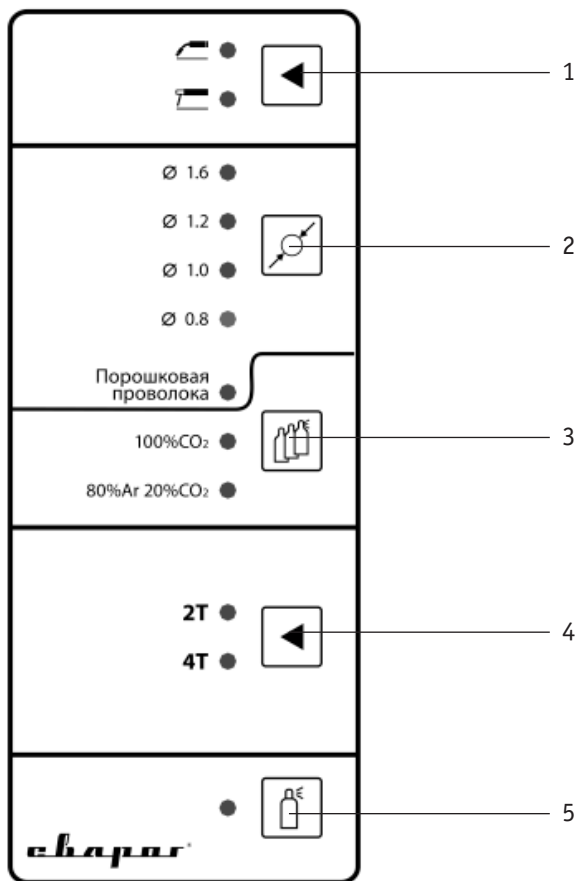 1
Ø 1.6
Ø 1.2
2
Ø 1.0
Ø 0.8
Порошковая
проволока
100%CO₂
3
80%Ar 20%CO₂
2T
4
4T
5
сварог